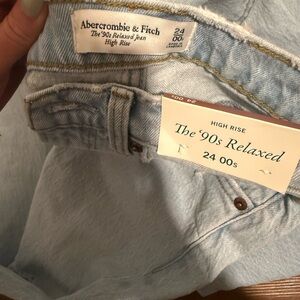 Abercrombie & Fitch
The '90s Relaxed Jean
High Rise
24
00
HIGH RISE
The '90s Relaxed
24 00s